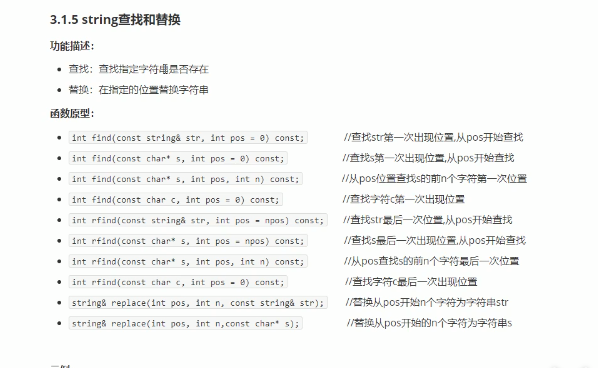 3.1.5 string查找和替换
功能描述：
查找：查找指定字符串是否存在
替换：在指定的位置替换字符串
函数原型：
int find(const string& str, int pos = 0) const; //查找str第一次出现位置,从pos开始查找
int find(const char* s, int pos = 0) const; //查找s第一次出现位置,从pos开始查找
int find(const char* s, int pos, int n) const; //从pos位置查找s的前n个字符第一次位置
int find(const char c, int pos = 0) const; //查找字符c第一次出现位置
int rfind(const string& str, int pos = npos) const; //查找str最后一次位置,从pos开始查找
int rfind(const char* s, int pos = npos) const; //查找s最后一次出现位置,从pos开始查找
int rfind(const char* s, int pos, int n) const; //从pos查找s的前n个字符最后一次位置
int rfind(const char c, int pos = 0) const; //查找字符c最后一次出现位置
string& replace(int pos, int n, const string& str); //替换从pos开始n个字符为字符串str
string& replace(int pos, int n,const char* s); //替换从pos开始的n个字符为字符串s